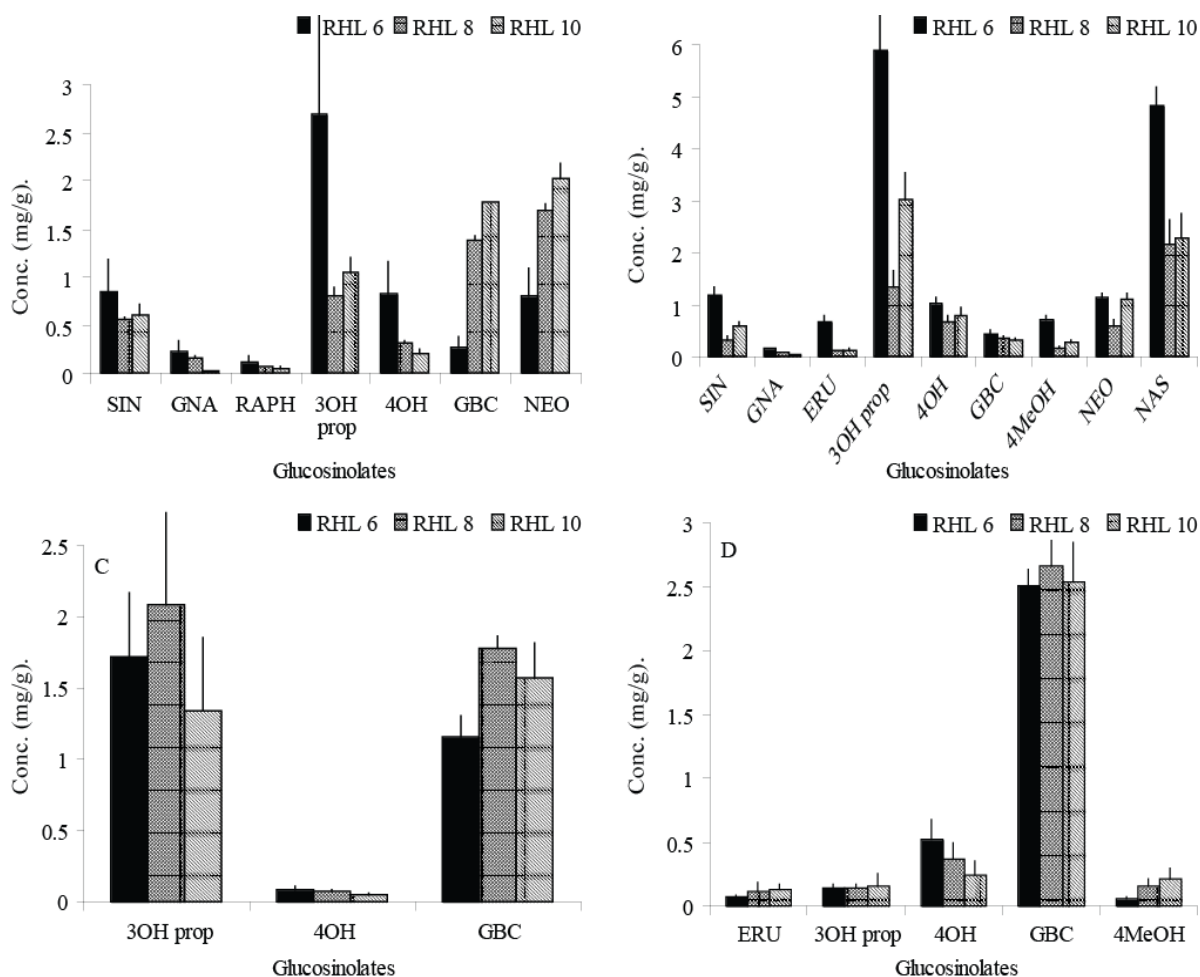 RHL 6 RHL 8 RHL 10
3
2.5
2
1.5
1
0.5
0
Conc. (mg/g).
SIN GNA RAPH 3OH prop 4OH GBC NEO
Glucosinolates
RHL 6 RHL 8 RHL 10
6
5
4
3
2
1
0
Conc. (mg/g).
SIN GNA ERU 3OH prop 4OH GBC 4MeOH NEO NAS
Glucosinolates
RHL 6 RHL 8 RHL 10
C
2.5
2
1.5
1
0.5
0
Conc. (mg/g).
3OH prop 4OH GBC
Glucosinolates
RHL 6 RHL 8 RHL 10
D
3
2.5
2
1.5
1
0.5
0
Conc. (mg/g).
ERU 3OH prop 4OH GBC 4MeOH
Glucosinolates